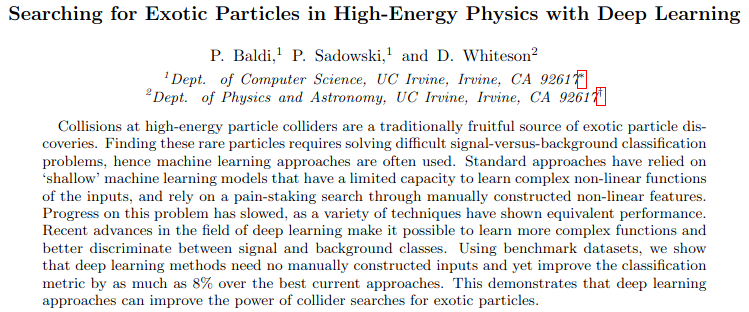 Searching for Exotic Particles in High-Energy Physics with Deep Learning
P. Baldi,¹ P. Sadowski,¹ and D. Whiteson²
¹Dept. of Computer Science, UC Irvine, Irvine, CA 92617*
²Dept. of Physics and Astronomy, UC Irvine, Irvine, CA 92617†
Collisions at high-energy particle colliders are a traditionally fruitful source of exotic particle dis-
coveries. Finding these rare particles requires solving difficult signal-versus-background classification
problems, hence machine learning approaches are often used. Standard approaches have relied on
‘shallow’ machine learning models that have a limited capacity to learn complex non-linear functions
of the inputs, and rely on a pain-staking search through manually constructed non-linear features.
Progress on this problem has slowed, as a variety of techniques have shown equivalent performance.
Recent advances in the field of deep learning make it possible to learn more complex functions and
better discriminate between signal and background classes. Using benchmark datasets, we show
that deep learning methods need no manually constructed inputs and yet improve the classification
metric by as much as 8% over the best current approaches. This demonstrates that deep learning
approaches can improve the power of collider searches for exotic particles.